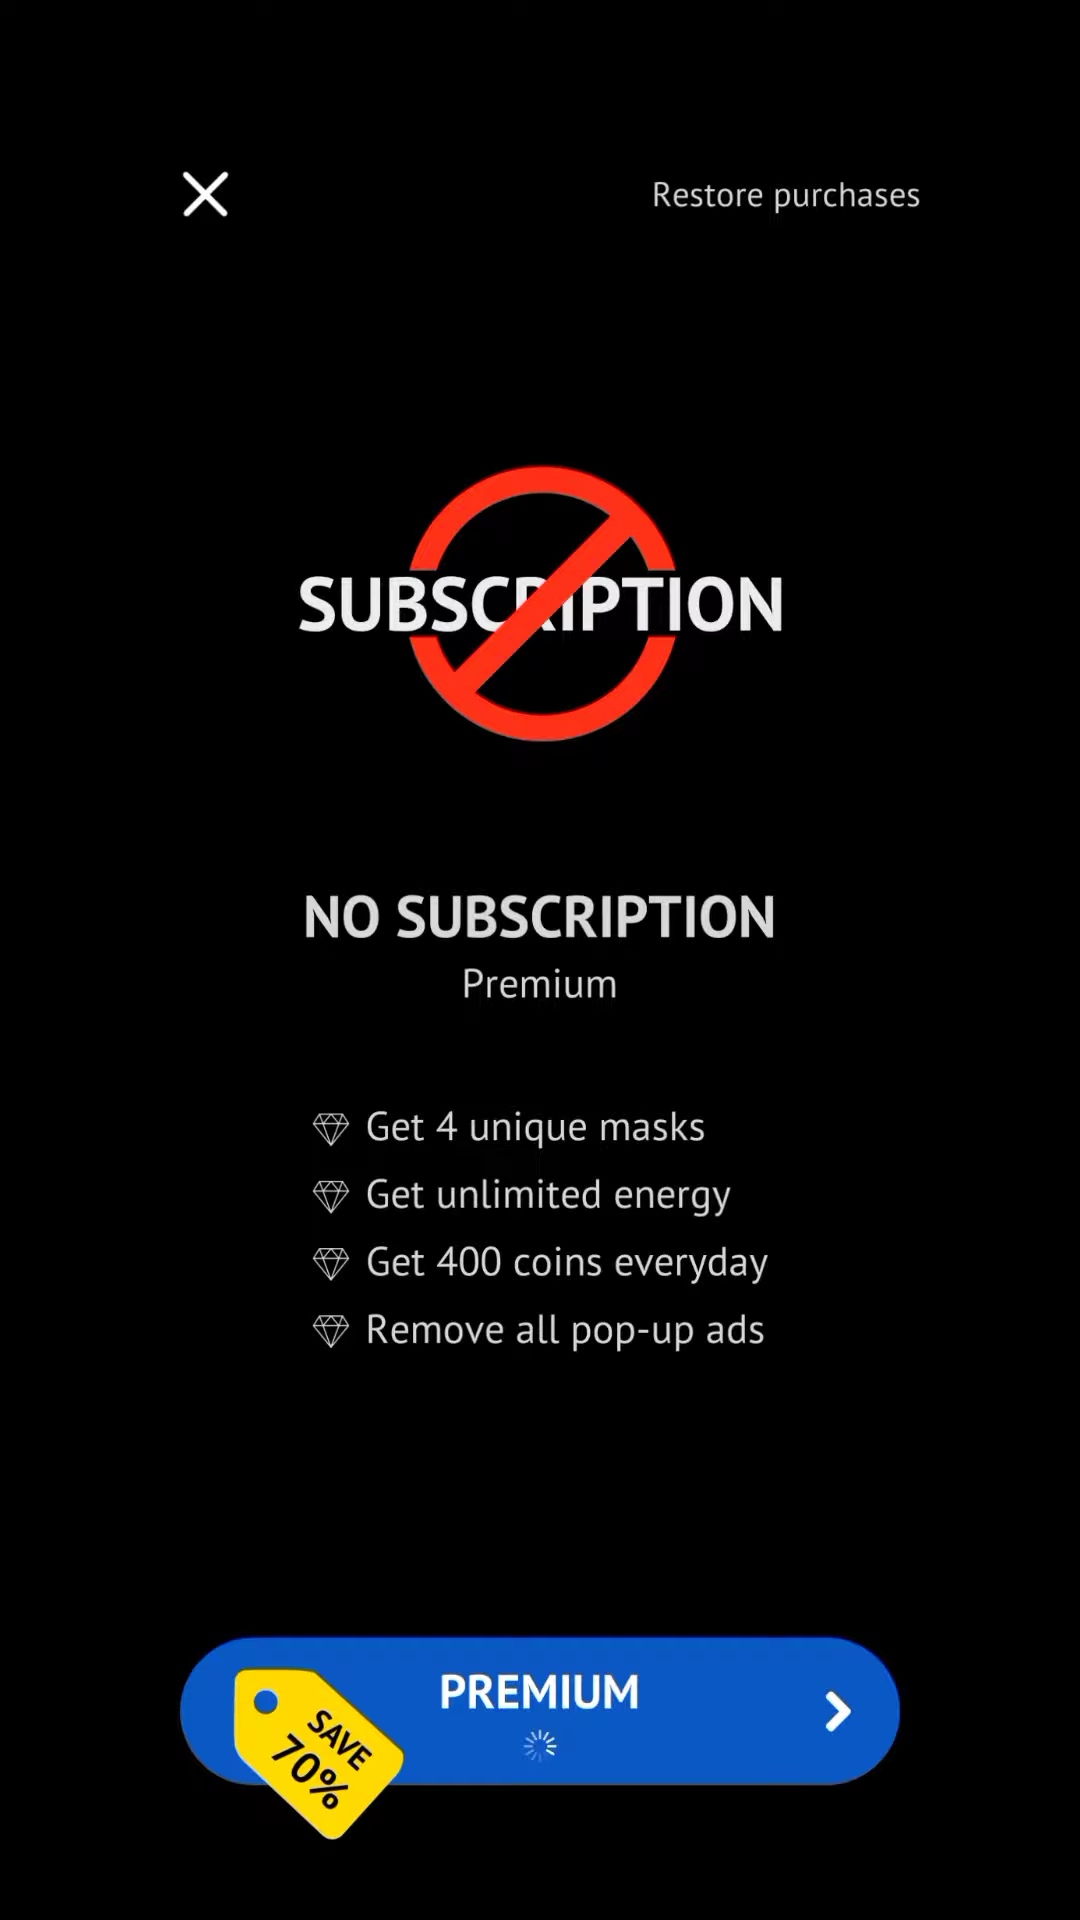 Restore purchases
SUBSCRIPTION
NO SUBSCRIPTION
Premium
Get 4 unique masks
Get unlimited energy
Get 400 coins everyday
Remove all pop-up ads
PREMIUM
SAVE
70%